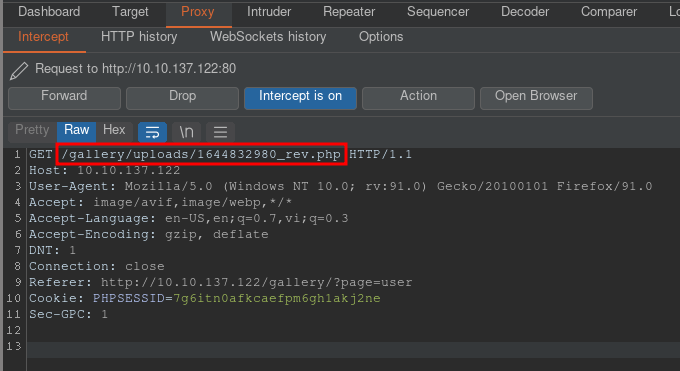 Dashboard Target Proxy Intruder Repeater Sequencer Decoder Comparer
Intercept HTTP history WebSockets history Options
Request to http://10.10.137.122:80
Forward Drop Intercept is on Action Open Browser
Pretty Raw Hex \n
1 GET /gallery/uploads/1644832980_rev.php HTTP/1.1
2 Host: 10.10.137.122
3 User-Agent: Mozilla/5.0 (Windows NT 10.0; rv:91.0) Gecko/20100101 Firefox/91.0
4 Accept: image/avif,image/webp,*/*
5 Accept-Language: en-US,en;q=0.7,vi;q=0.3
6 Accept-Encoding: gzip, deflate
7 DNT: 1
8 Connection: close
9 Referer: http://10.10.137.122/gallery/?page=user
10 Cookie: PHPSESSID=7g6itn0afkcaefpm6gh1akj2ne
11 Sec-GPC: 1
12
13